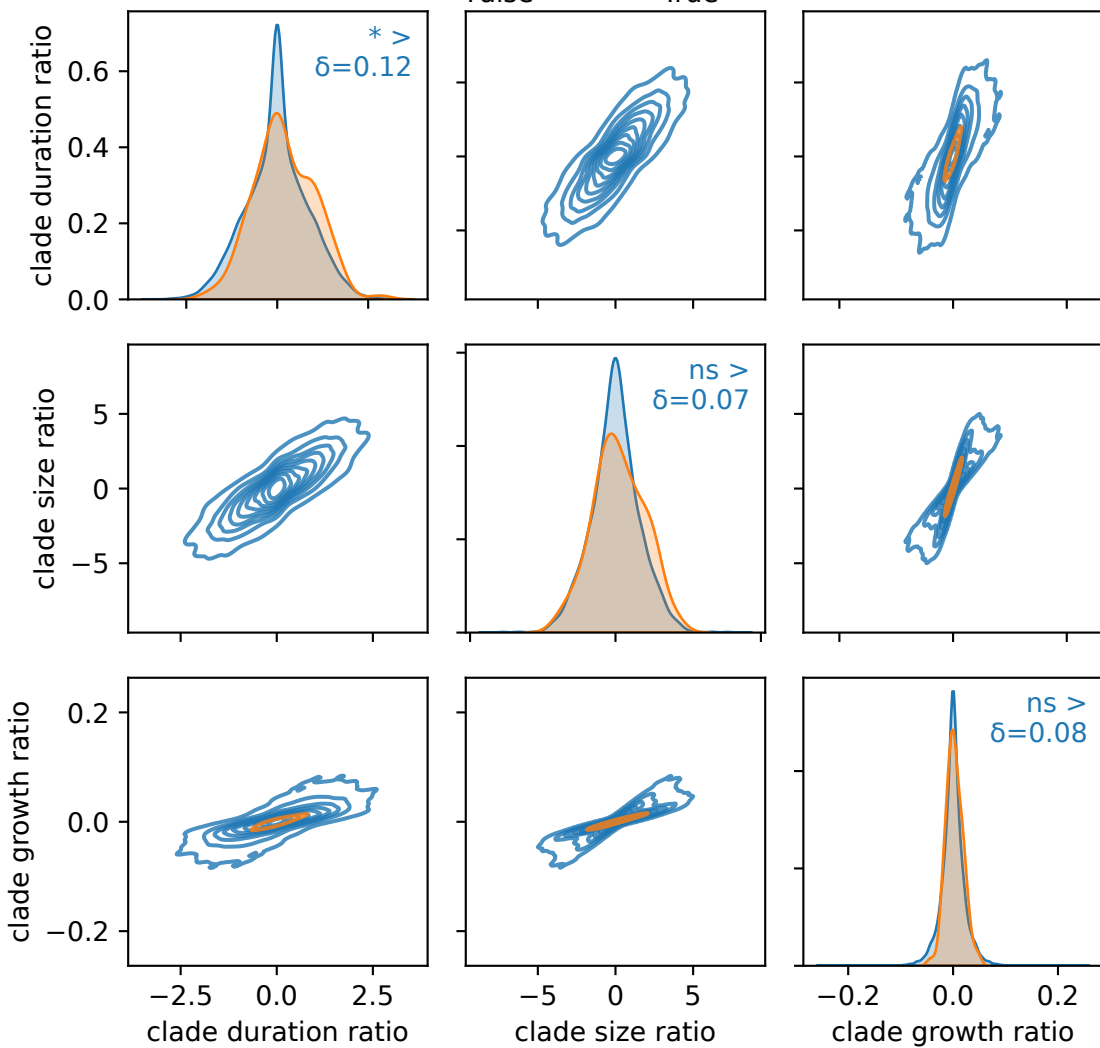 True
clade duration ratio
0.6
0.4
0.2
0.0
* >
δ=0.12
clade size ratio
5
0
−5
ns >
δ=0.07
clade growth ratio
0.2
0.0
−0.2
ns >
δ=0.08
−2.5 0.0 2.5
−5 0 5
−0.2 0.0 0.2
clade duration ratio
clade size ratio
clade growth ratio